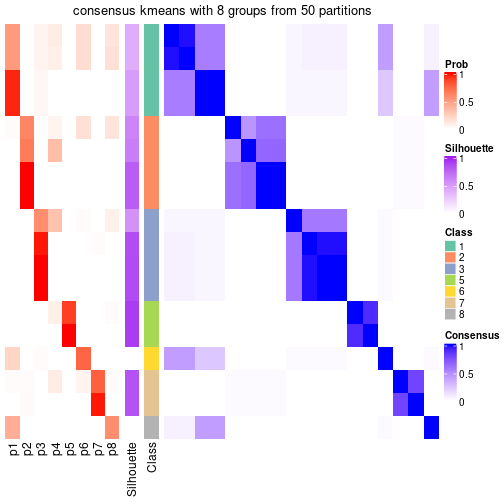 consensus kmeans with 8 groups from 50 partitions
Prob
1
0.5
0
Silhouette
1
0.5
0
Class
1
2
3
5
6
7
8
Consensus
1
0.5
0
p1
p2
p3
p4
p5
p6
p7
p8
Silhouette
Class